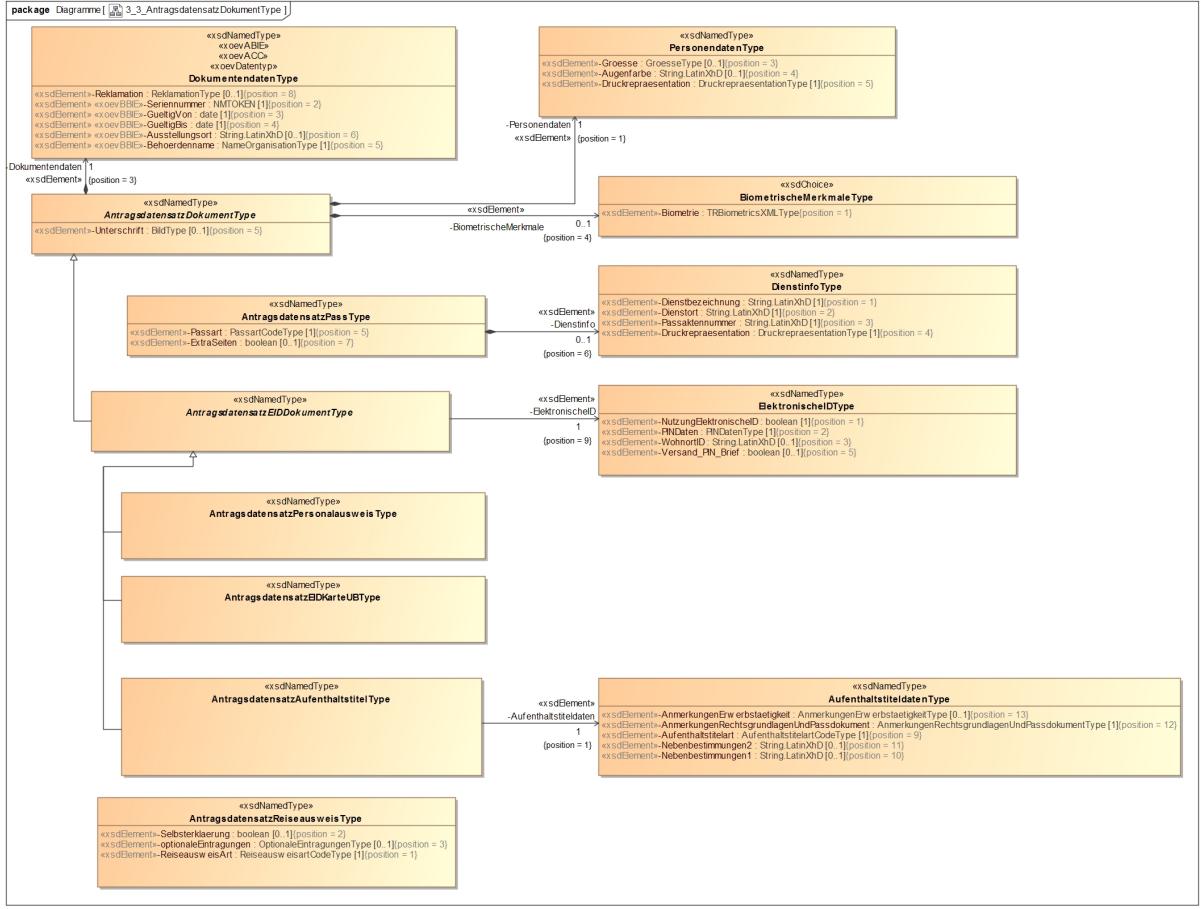 package Diagramme[ 3_3_AntragsdatensatzDokumentType ]
«xsdNamedType»
«xoevABIE»
«xoevACC»
«xoevDatentyp»
DokumentendatenType
«xsdElement»-Reklamation : ReklamationType [0..1]{position = 8}
«xsdElement» «xoevBBIE»-Seriennummer : NMTOKEN [1]{position = 2}
«xsdElement» «xoevBBIE»-GueltigVon : date [1]{position = 3}
«xsdElement» «xoevBBIE»-GueltigBis : date [1]{position = 4}
«xsdElement» «xoevBBIE»-Ausstellungsort : String.LatinXhD [0..1]{position = 6}
«xsdElement» «xoevBBIE»-Behoerdenname : NameOrganisationType [1]{position = 5}
«xsdNamedType»
PersonendatenType
«xsdElement»-Groesse : GroesseType [0..1]{position = 3}
«xsdElement»-Augenfarbe : String.LatinXhD [0..1]{position = 4}
«xsdElement»-Druckrepraesentation : DruckrepraesentationType [1]{position = 5}
-Personendaten 1
«xsdElement» {position = 1}
-Dokumentendaten 1
«xsdElement» {position = 3}
«xsdNamedType»
AntragsdatensatzDokumentType
«xsdElement»-Unterschrift : BildType [0..1]{position = 5}
«xsdElement»
-BiometrischeMerkmale 0..1
{position = 4}
«xsdChoice»
BiometrischeMerkmaleType
«xsdElement»-Biometrie : TRBiometricsXMLType{position = 1}
«xsdNamedType»
AntragsdatensatzPassType
«xsdElement»-Passart : PassartCodeType [1]{position = 5}
«xsdElement»-ExtraSeiten : boolean [0..1]{position = 7}
«xsdElement»
-Dienstinfo
0..1
{position = 6}
«xsdNamedType»
DienstinfoType
«xsdElement»-Dienstbezeichnung : String.LatinXhD [1]{position = 1}
«xsdElement»-Dienstort : String.LatinXhD [1]{position = 2}
«xsdElement»-Passaktennummer : String.LatinXhD [1]{position = 3}
«xsdElement»-Druckrepraesentation : DruckrepraesentationType [1]{position = 4}
«xsdNamedType»
AntragsdatensatzEIDDokumentType
«xsdElement»
-ElektronischeID
1
{position = 9}
«xsdNamedType»
ElektronischeIDType
«xsdElement»-NutzungElektronischeID : boolean [1]{position = 1}
«xsdElement»-PINDaten : PINDatenType [1]{position = 2}
«xsdElement»-WohnortID : String.LatinXhD [0..1]{position = 3}
«xsdElement»-Versand_PIN_Brief : boolean [0..1]{position = 5}
«xsdNamedType»
AntragsdatensatzPersonalausweisType
«xsdNamedType»
AntragsdatensatzEIDKarteUBType
«xsdNamedType»
AntragsdatensatzAufenthaltstitelType
«xsdElement»
-Aufenthaltstiteldaten
1
{position = 1}
«xsdNamedType»
AufenthaltstiteldatenType
«xsdElement»-AnmerkungenErwerbstaetigkeit : AnmerkungenErwerbstaetigkeitType [0..1]{position = 13}
«xsdElement»-AnmerkungenRechtsgrundlagenUndPassdokument : AnmerkungenRechtsgrundlagenUndPassdokumentType [1]{position = 12}
«xsdElement»-Aufenthaltstitelart : AufenthaltstitelartCodeType [1]{position = 9}
«xsdElement»-Nebenbestimmungen2 : String.LatinXhD [0..1]{position = 11}
«xsdElement»-Nebenbestimmungen1 : String.LatinXhD [0..1]{position = 10}
«xsdNamedType»
AntragsdatensatzReiseausweisType
«xsdElement»-Selbsterklaerung : boolean [0..1]{position = 2}
«xsdElement»-optionaleEintragungen : OptionaleEintragungenType [0..1]{position = 3}
«xsdElement»-ReiseausweisArt : ReiseausweisartCodeType [1]{position = 1}